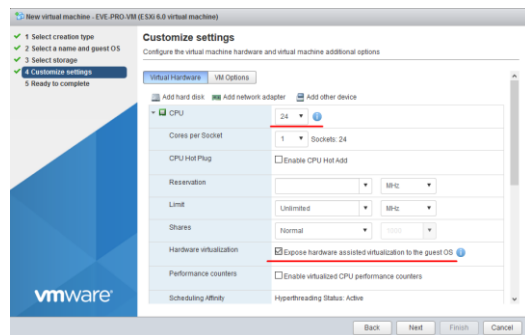 New virtual machine - EVE-PRO-VM (ESXi 6.0 virtual machine)
1 Select creation type
2 Select a name and guest OS
3 Select storage
4 Customize settings
5 Ready to complete
Customize settings
Configure the virtual machine hardware and virtual machine additional options
Virtual Hardware VM Options
Add hard disk Add network adapter Add other device
CPU 24
Cores per Socket 1 Sockets: 24
CPU Hot Plug Enable CPU Hot Add
Reservation MHz
Limit Unlimited MHz
Shares Normal 1000
Hardware virtualization Expose hardware assisted virtualization to the guest OS
Performance counters Enable virtualized CPU performance counters
Scheduling Affinity Hyperthreading Status: Active
vmware
Back Next Finish Cancel